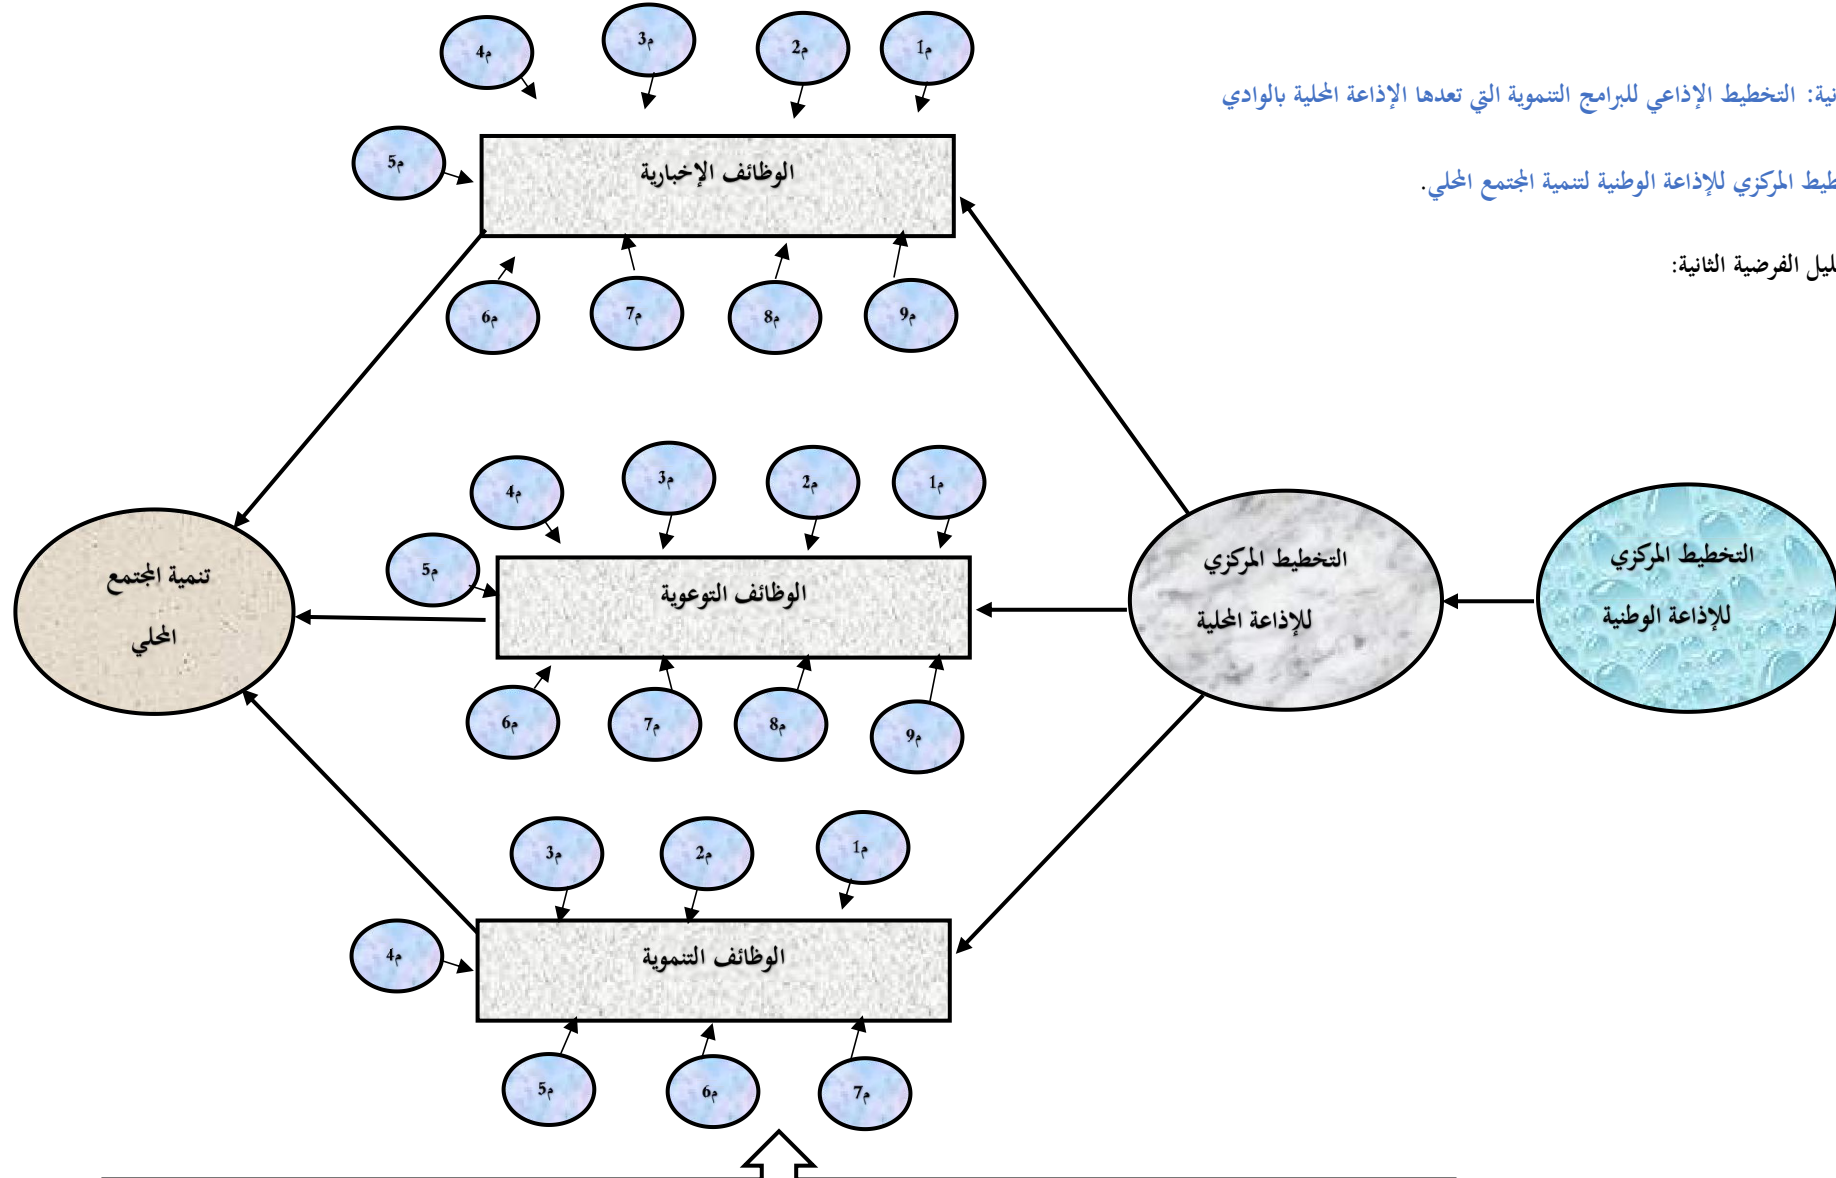 التخطيط الإذاعي للبرامج التنموية التي تعدها الإذاعة المحلية بالوادي
المركزي للإذاعة الوطنية لتنمية المجتمع المحلي.
الفرضية الثانية:
م1
م2
م3
م4
م5
الوظائف الإخبارية
م9
م8
م7
م6
م1
م2
م3
م4
م5
الوظائف التوعوية
م9
م8
م7
م6
التخطيط المركزي
للإذاعة الوطنية
التخطيط المركزي
للإذاعة المحلية
تنمية المجتمع
المحلي
م1
م2
م3
م4
الوظائف التنموية
م7
م6
م5